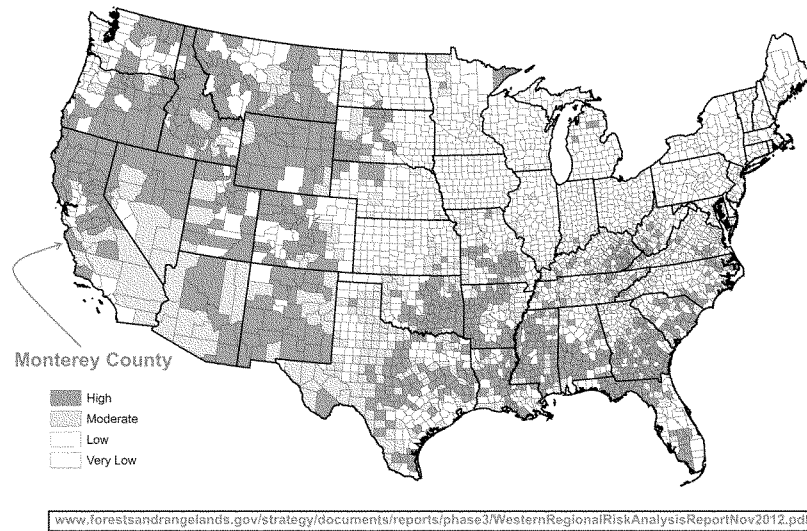 Monterey County
High
Moderate
Low
Very Low
www.forestsandrangelands.gov/strategy/documents/reports/phase3/WesternRegionalRiskAnalysisReportNov2012.pdf